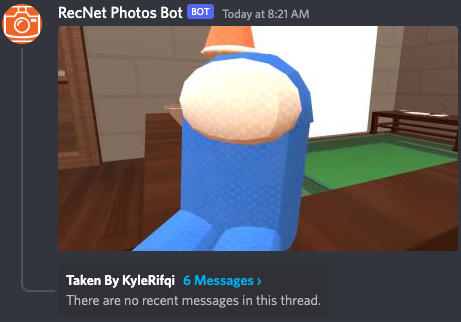 RecNet Photos Bot BOT Today at 8:21 AM
Taken By KyleRifqi 6 Messages ›
There are no recent messages in this thread.